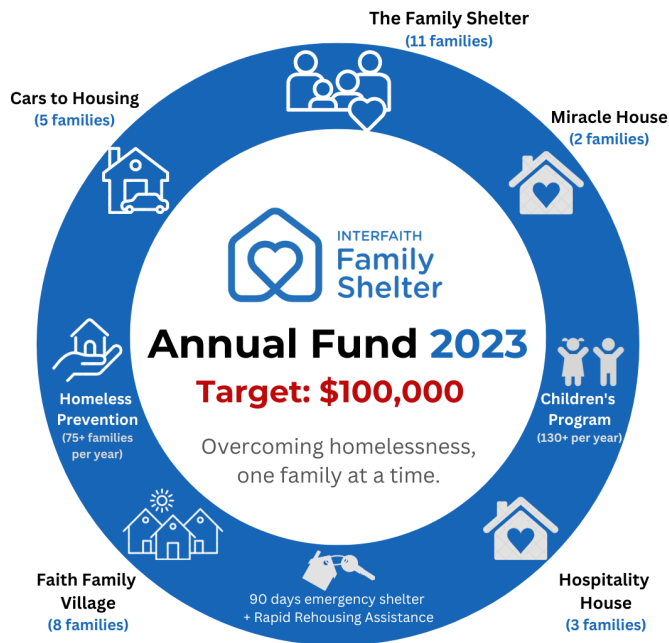 The Family Shelter
(11 families)
Cars to Housing
(5 families)
Miracle House
(2 families)
INTERFAITH
Family
Shelter
Annual Fund 2023
Target: $100,000
Overcoming homelessness,
one family at a time.
Homeless
Prevention
(75+ families
per year)
Children's
Program
(130+ per year)
Faith Family
Village
(8 families)
90 days emergency shelter
+ Rapid Rehousing Assistance
Hospitality
House
(3 families)